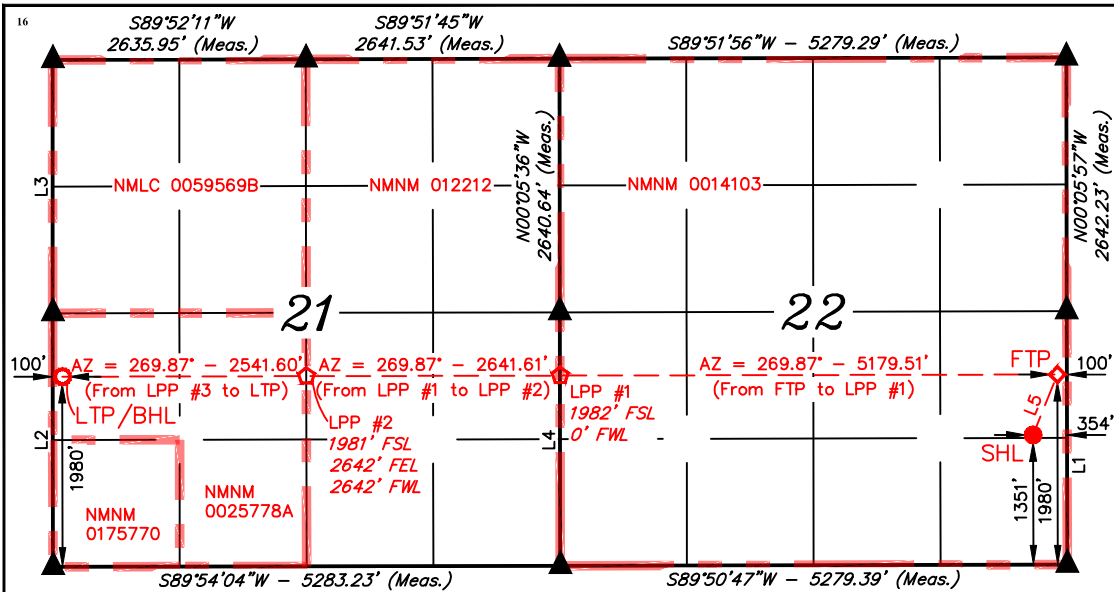 16
S89°52'11"W
2635.95' (Meas.)
S89°51'45"W
2641.53' (Meas.)
S89°51'56"W – 5279.29' (Meas.)
N00°05'36"W
2640.64' (Meas.)
N00°05'57"W
2642.23' (Meas.)
L3
NMLC 0059569B
NMNM 012212
NMNM 0014103
21
22
100'
AZ = 269.87° – 2541.60'
(From LPP #3 to LTP)
AZ = 269.87° – 2641.61'
(From LPP #1 to LPP #2)
AZ = 269.87° – 5179.51'
(From FTP to LPP #1)
FTP
100'
LTP/BHL
LPP #2
1981' FSL
2642' FEL
2642' FWL
LPP #1
1982' FSL
0' FWL
L5
354'
SHL
L2
L4
L1
1980'
1351'
1980'
NMNM
0175770
NMNM
0025778A
S89°54'04"W – 5283.23' (Meas.)
S89°50'47"W – 5279.39' (Meas.)